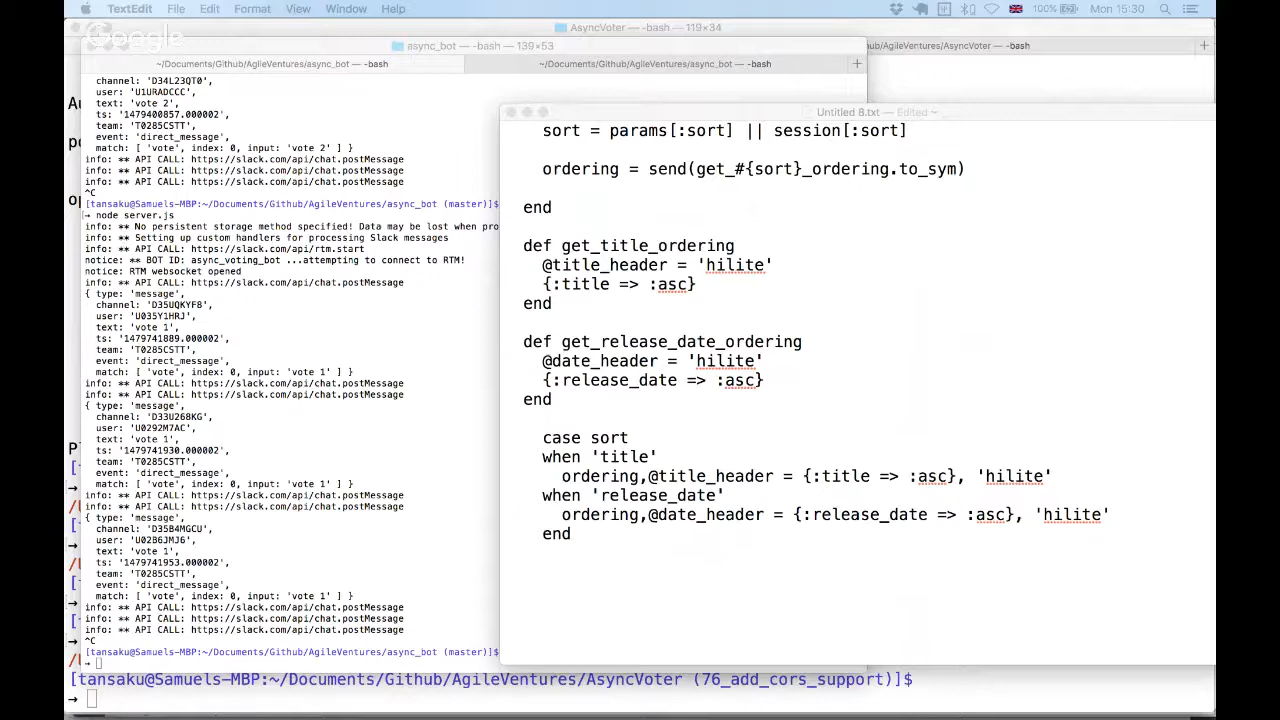 TextEdit File Edit Format View Window Help 100% Mon 15:30
Google
AsyncVoter — -bash — 119×34
async_bot — -bash — 139×53
hub/AgileVentures/AsyncVoter — -bash +
~/Documents/Github/AgileVentures/async_bot — -bash
~/Documents/Github/AgileVentures/async_bot — -bash +
channel: 'D34L23QT0',
user: 'U1URADCCC',
text: 'vote 2',
ts: '1479400857.000002',
team: 'T0285CSTT',
event: 'direct_message',
match: [ 'vote', index: 0, input: 'vote 2' ] }
info: ** API CALL: https://slack.com/api/chat.postMessage
info: ** API CALL: https://slack.com/api/chat.postMessage
info: ** API CALL: https://slack.com/api/chat.postMessage
^C
[tansaku@Samuels-MBP:~/Documents/Github/AgileVentures/async_bot (master)]$
→ node server.js
info: ** No persistent storage method specified! Data may be lost when pro
info: ** Setting up custom handlers for processing Slack messages
info: ** API CALL: https://slack.com/api/rtm.start
notice: ** BOT ID: async_voting_bot ...attempting to connect to RTM!
notice: RTM websocket opened
info: ** API CALL: https://slack.com/api/chat.postMessage
{ type: 'message',
channel: 'D35UQKYF8',
user: 'U035Y1HRJ',
text: 'vote 1',
ts: '1479741889.000002',
team: 'T0285CSTT',
event: 'direct_message',
match: [ 'vote', index: 0, input: 'vote 1' ] }
info: ** API CALL: https://slack.com/api/chat.postMessage
info: ** API CALL: https://slack.com/api/chat.postMessage
{ type: 'message',
channel: 'D33U268KG',
user: 'U0292M7AC',
text: 'vote 1',
ts: '1479741930.000002',
team: 'T0285CSTT',
event: 'direct_message',
match: [ 'vote', index: 0, input: 'vote 1' ] }
info: ** API CALL: https://slack.com/api/chat.postMessage
info: ** API CALL: https://slack.com/api/chat.postMessage
{ type: 'message',
channel: 'D35B4MGCU',
user: 'U02B6JMJ6',
text: 'vote 1',
ts: '1479741953.000002',
team: 'T0285CSTT',
event: 'direct_message',
match: [ 'vote', index: 0, input: 'vote 1' ] }
info: ** API CALL: https://slack.com/api/chat.postMessage
info: ** API CALL: https://slack.com/api/chat.postMessage
info: ** API CALL: https://slack.com/api/chat.postMessage
^C
[tansaku@Samuels-MBP:~/Documents/Github/AgileVentures/async_bot (master)]$
→
[tansaku@Samuels-MBP:~/Documents/Github/AgileVentures/AsyncVoter (76_add_cors_support)]$
→
Untitled 8.txt — Edited
sort = params[:sort] || session[:sort]
ordering = send(get_#{sort}_ordering.to_sym)
end
def get_title_ordering
@title_header = 'hilite'
{:title => :asc}
end
def get_release_date_ordering
@date_header = 'hilite'
{:release_date => :asc}
end
case sort
when 'title'
ordering,@title_header = {:title => :asc}, 'hilite'
when 'release_date'
ordering,@date_header = {:release_date => :asc}, 'hilite'
end